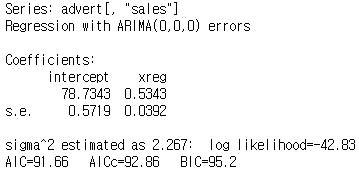 Series: advert[, "sales"]
Regression with ARIMA(0,0,0) errors
Coefficients:
intercept xreg
78.7343 0.5343
s.e. 0.5719 0.0392
sigma^2 estimated as 2.267: log likelihood=-42.83
AIC=91.66 AICc=92.86 BIC=95.2